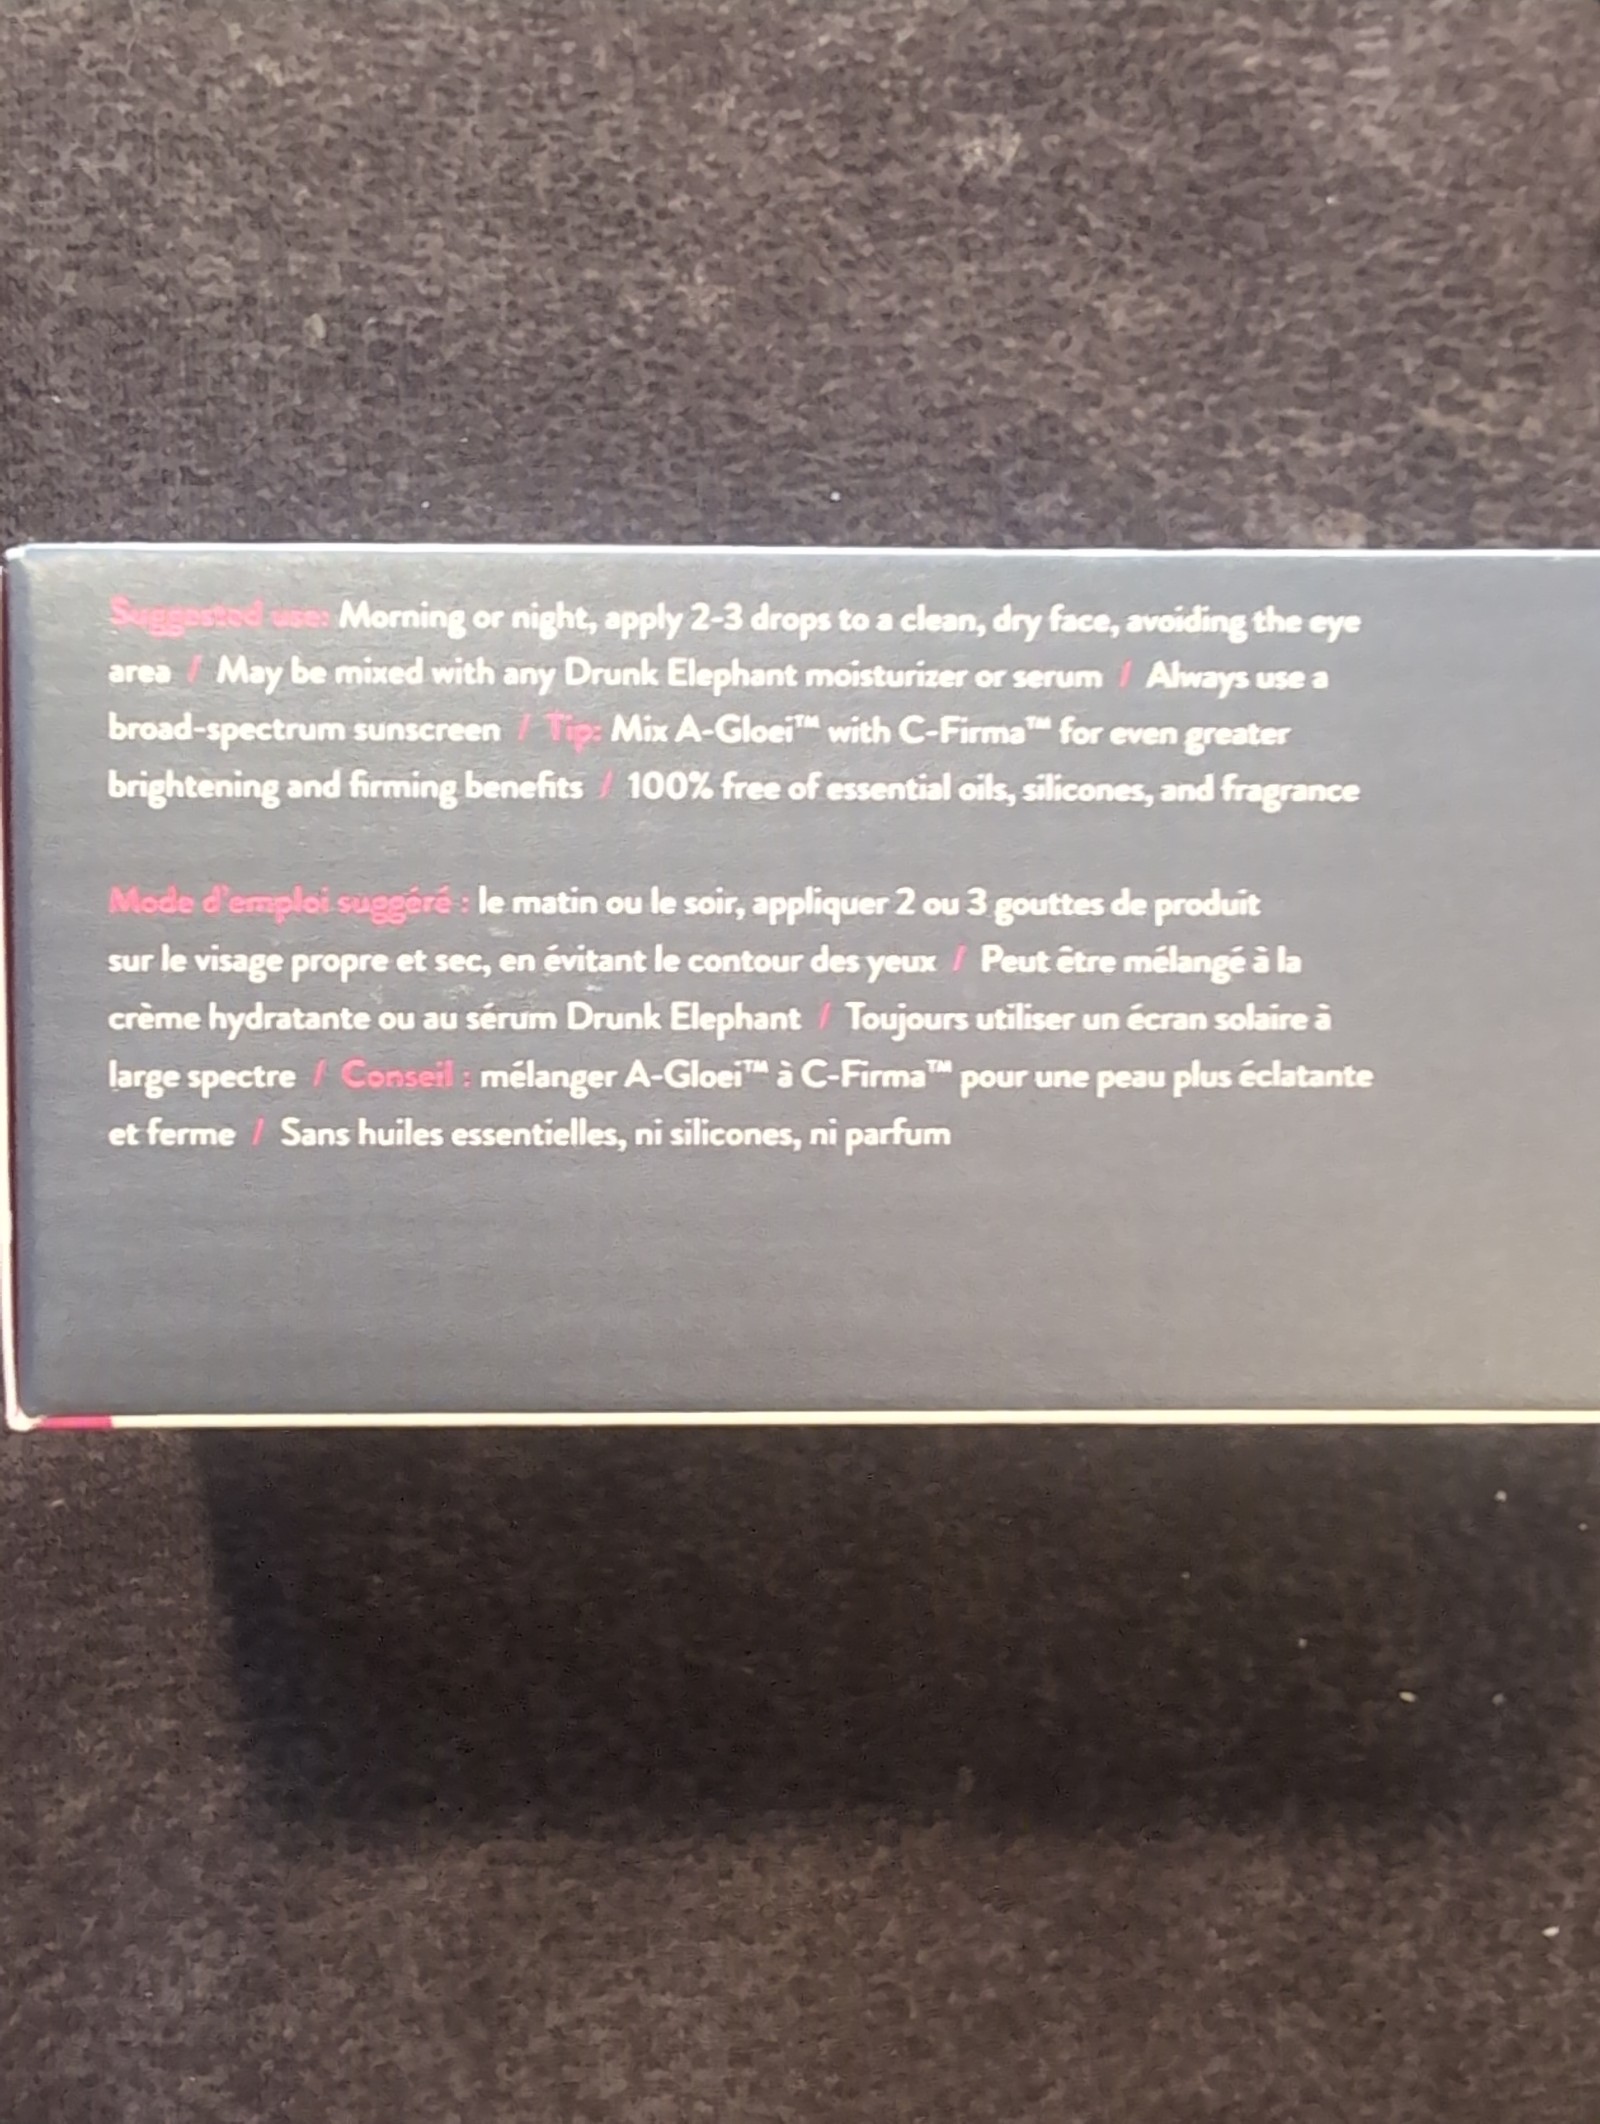 Suggested use: Morning or night, apply 2-3 drops to a clean, dry face, avoiding the eye
area / May be mixed with any Drunk Elephant moisturizer or serum / Always use a
broad-spectrum sunscreen / Tip: Mix A-Gloei™ with C-Firma™ for even greater
brightening and firming benefits / 100% free of essential oils, silicones, and fragrance
Mode d'emploi suggéré : le matin ou le soir, appliquer 2 ou 3 gouttes de produit
sur le visage propre et sec, en évitant le contour des yeux / Peut être mélangé à la
crème hydratante ou au sérum Drunk Elephant / Toujours utiliser un écran solaire à
large spectre / Conseil : mélanger A-Gloei™ à C-Firma™ pour une peau plus éclatante
et ferme / Sans huiles essentielles, ni silicones, ni parfum